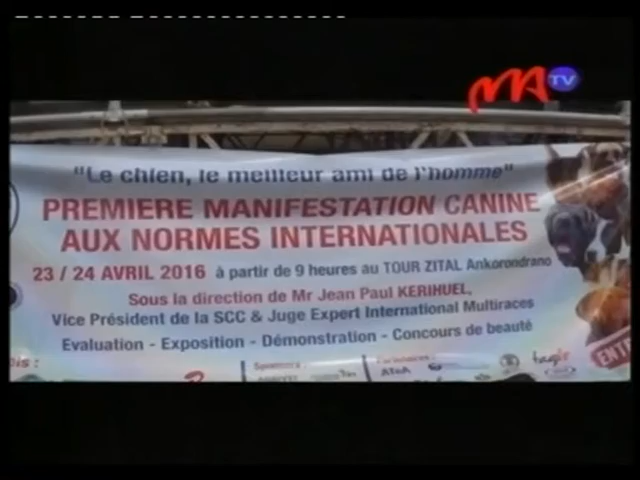 MA TV
"Le chien, le meilleur ami de l'homme"
PREMIERE MANIFESTATION CANINE
AUX NORMES INTERNATIONALES
23 / 24 AVRIL 2016 à partir de 9 heures au TOUR ZITAL Ankorondrano
Sous la direction de Mr Jean Paul KERIHUEL,
Vice Président de la SCC & Juge Expert International Multiraces
Evaluation - Exposition - Démonstration - Concours de beauté
Sponsors :